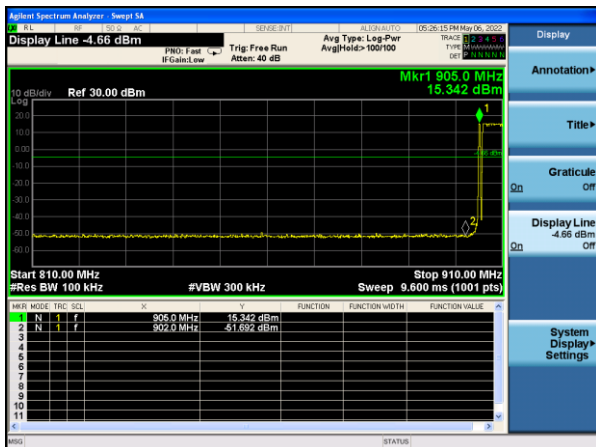 Agilent Spectrum Analyzer - Swept SA
RL RF 50 Ω AC SENSE:INT ALIGNAUTO 05:26:15 PM May 06, 2022
Display Line -4.66 dBm
PNO: Fast
IFGain:Low
Trig: Free Run
Atten: 40 dB
Avg Type: Log-Pwr
Avg|Hold:> 100/100
TRACE 1 2 3 4 5 6
TYPE M
DET P N N N N N
Mkr1 905.0 MHz
15.342 dBm
10 dB/div Ref 30.00 dBm
Log
20.0
10.0
0.00
-10.0
-20.0
-30.0
-40.0
-50.0
-60.0
1
-4.66 dBm
2
Start 810.00 MHz Stop 910.00 MHz
#Res BW 100 kHz #VBW 300 kHz Sweep 9.600 ms (1001 pts)
MKR MODE TRC SCL X Y FUNCTION FUNCTION WIDTH FUNCTION VALUE
1 N 1 f 905.0 MHz 15.342 dBm
2 N 1 f 902.0 MHz -51.692 dBm
3
4
5
6
7
8
9
10
11
MSG STATUS
Display
Annotation
Title
Graticule
On Off
Display Line
-4.66 dBm
On Off
System
Display
Settings